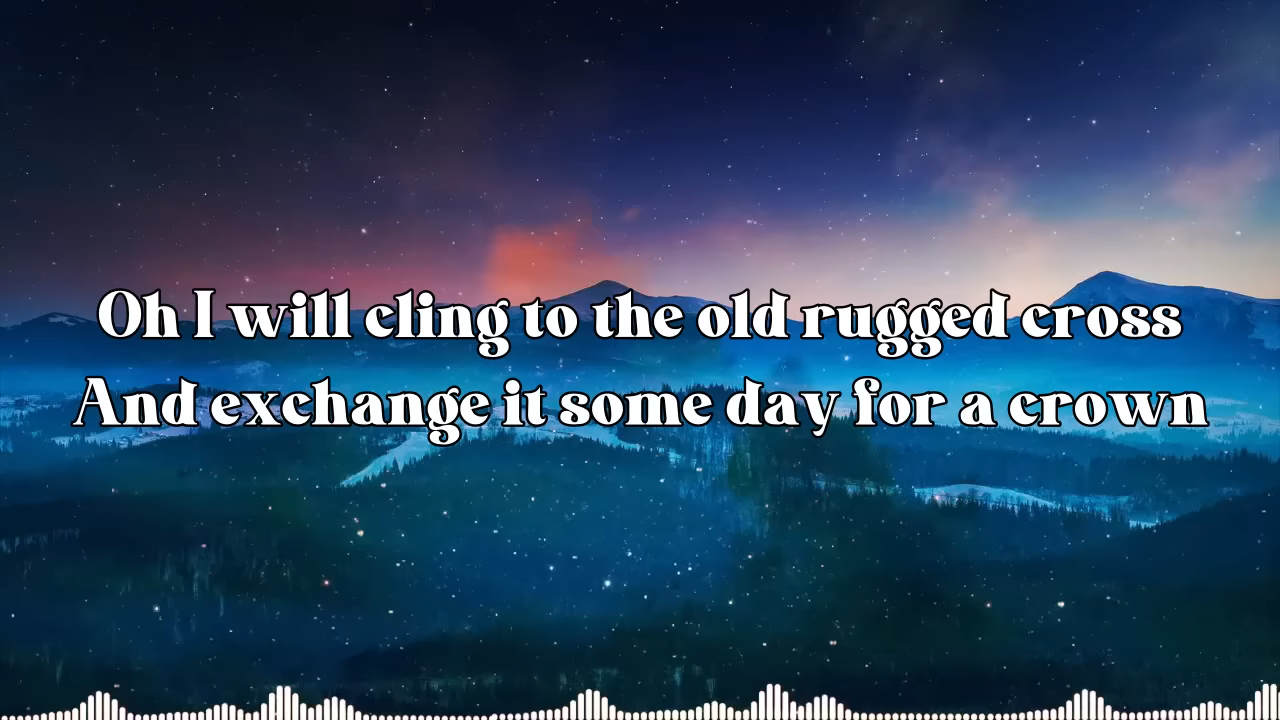 Oh I will cling to the old rugged cross
And exchange it some day for a crown